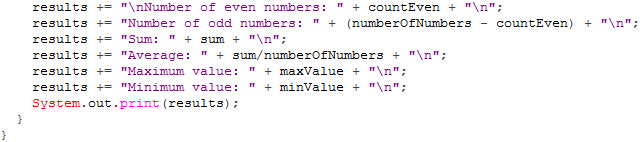 results += "\nNumber of even numbers: " + countEven + "\n";
results += "Number of odd numbers: " + (numberOfNumbers - countEven) + "\n";
results += "Sum: " + sum + "\n";
results += "Average: " + sum/numberOfNumbers + "\n";
results += "Maximum value: " + maxValue + "\n";
results += "Minimum value: " + minValue + "\n";
System.out.print(results);
}
}